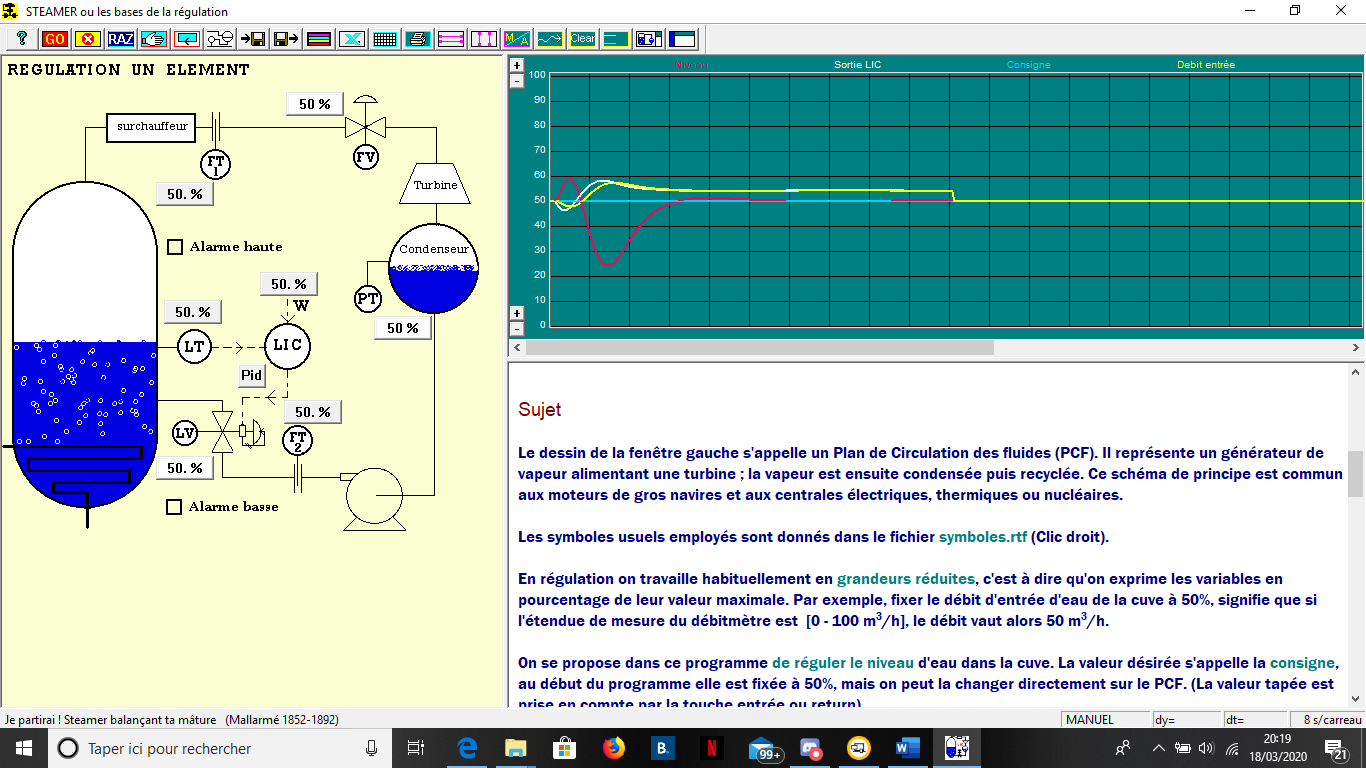 STEAMER ou les bases de la régulation
? GO RAZ M/A Clear
REGULATION UN ELEMENT
50 %
surchauffeur
FT
1
FV
50. %
Turbine
Alarme haute
Condenseur
50. %
W
PT
50. %
50 %
LT
LIC
Pid
50. %
LV
FT
2
50. %
Alarme basse
+ Sortie LIC Consigne Debit entrée
-
100
90
80
70
60
50
40
30
20
10
0
+
-
Sujet
Le dessin de la fenêtre gauche s'appelle un Plan de Circulation des fluides (PCF). Il représente un générateur de
vapeur alimentant une turbine ; la vapeur est ensuite condensée puis recyclée. Ce schéma de principe est commun
aux moteurs de gros navires et aux centrales électriques, thermiques ou nucléaires.
Les symboles usuels employés sont donnés dans le fichier symboles.rtf (Clic droit).
En régulation on travaille habituellement en grandeurs réduites, c'est à dire qu'on exprime les variables en
pourcentage de leur valeur maximale. Par exemple, fixer le débit d'entrée d'eau de la cuve à 50%, signifie que si
l'étendue de mesure du débitmètre est [0 - 100 m³/h], le débit vaut alors 50 m³/h.
On se propose dans ce programme de réguler le niveau d'eau dans la cuve. La valeur désirée s'appelle la consigne,
au début du programme elle est fixée à 50%, mais on peut la changer directement sur le PCF. (La valeur tapée est
prise en compte par la touche entrée ou return)
Je partirai ! Steamer balançant ta mâture (Mallarmé 1852-1892)
MANUEL dy= dt= 8 s/carreau
Taper ici pour rechercher
B.
N
99+
W
20:19
18/03/2020
21